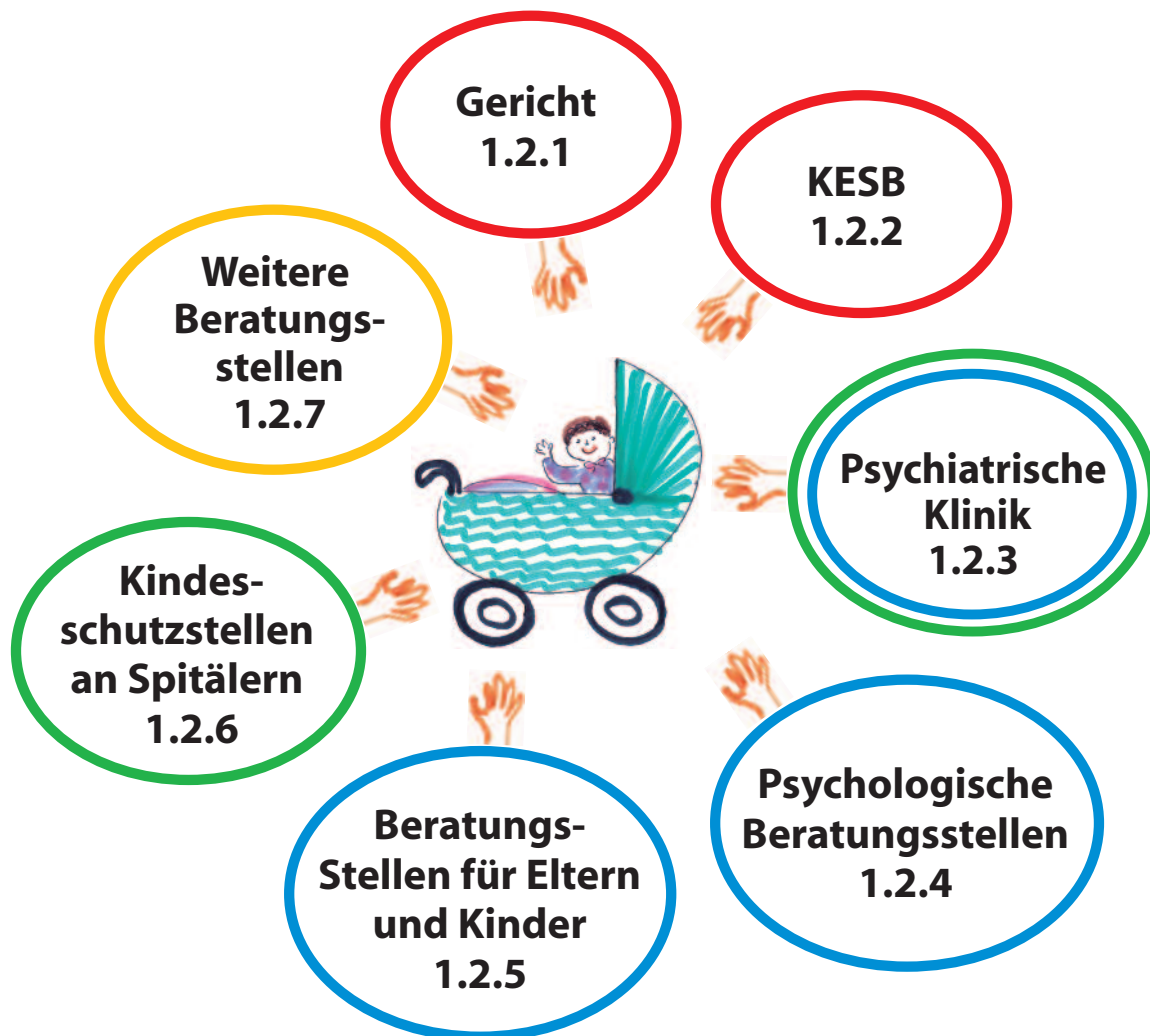 Gericht
1.2.1
KESB
1.2.2
Psychiatrische
Klinik
1.2.3
Psychologische
Beratungsstellen
1.2.4
Beratungs-
Stellen für Eltern
und Kinder
1.2.5
Kindes-
schutzstellen
an Spitälern
1.2.6
Weitere
Beratungs-
stellen
1.2.7